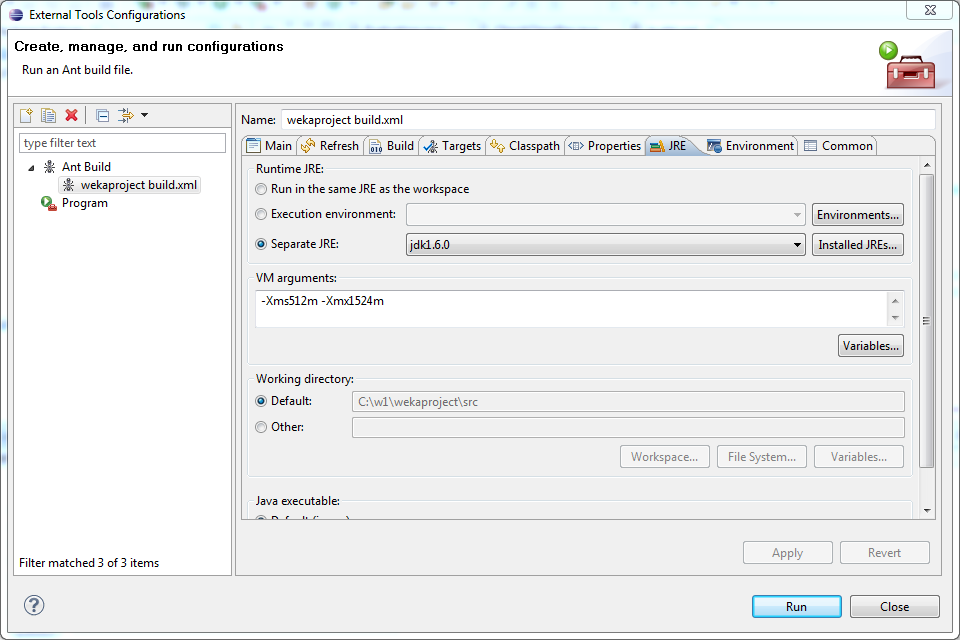 External Tools Configurations
Create, manage, and run configurations
Run an Ant build file.
type filter text
Ant Build
wekaproject build.xml
Program
Filter matched 3 of 3 items
Name: wekaproject build.xml
Main Refresh Build Targets Classpath Properties JRE Environment Common
Runtime JRE:
Run in the same JRE as the workspace
Execution environment: Environments...
Separate JRE: jdk1.6.0 Installed JREs...
VM arguments:
-Xms512m -Xmx1524m
Variables...
Working directory:
Default: C:\w1\wekaproject\src
Other:
Workspace... File System... Variables...
Java executable:
Apply Revert
Run Close